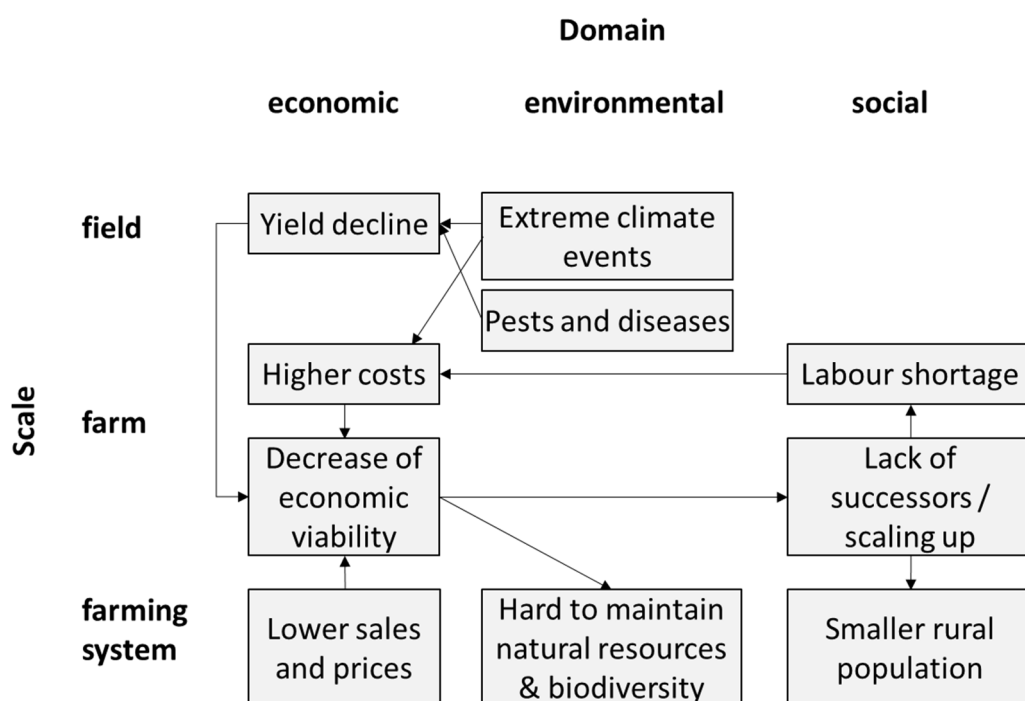 Domain
economic
environmental
social
Scale
field
Yield decline
Extreme climate
events
Pests and diseases
farm
Higher costs
Labour shortage
Decrease of
economic
viability
Lack of
successors /
scaling up
farming
system
Lower sales
and prices
Hard to maintain
natural resources
& biodiversity
Smaller rural
population